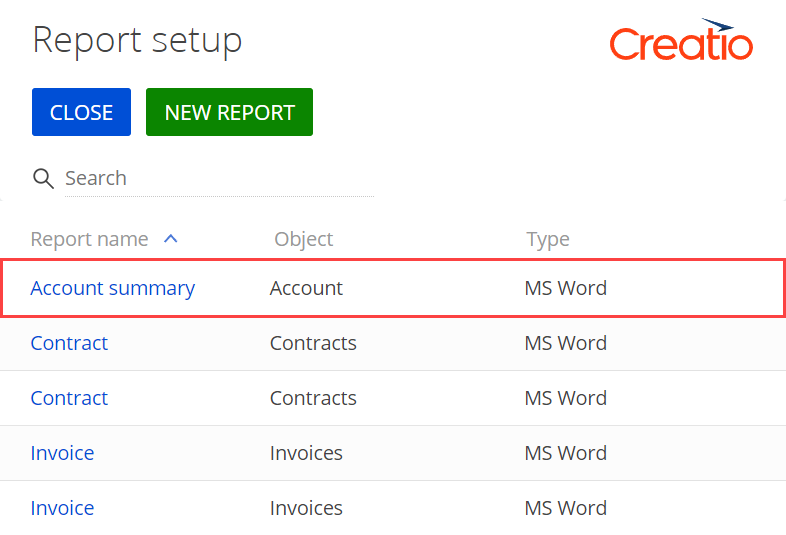 Report setup
Creatio
CLOSE NEW REPORT
Search
Report name Object Type
Account summary Account MS Word
Contract Contracts MS Word
Contract Contracts MS Word
Invoice Invoices MS Word
Invoice Invoices MS Word